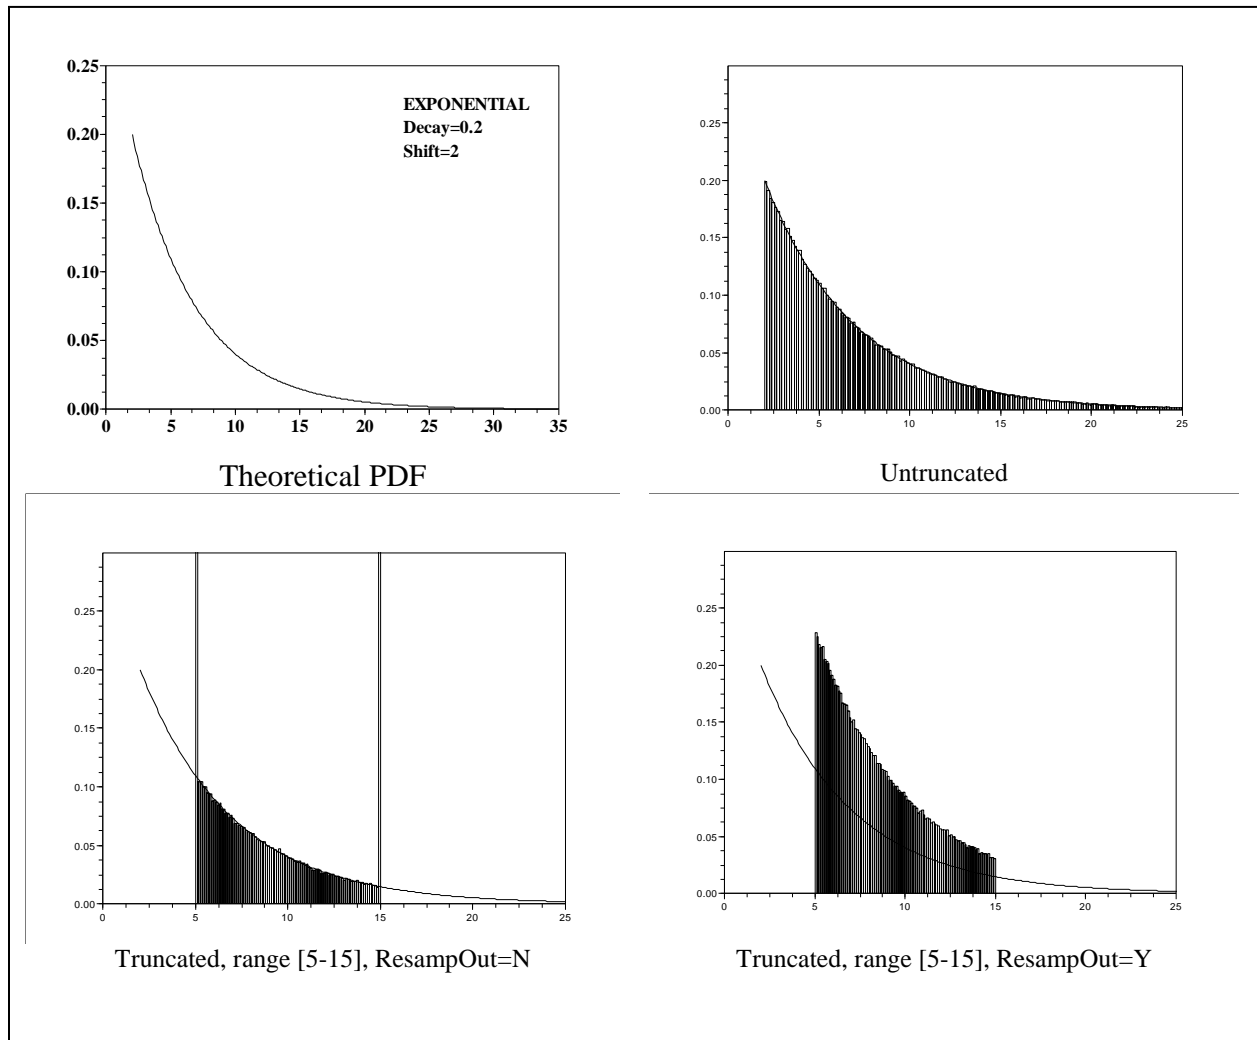 0.25
0.20
0.15
0.10
0.05
0.00
0 5 10 15 20 25 30 35
EXPONENTIAL
Decay=0.2
Shift=2
Theoretical PDF
0.25
0.20
0.15
0.10
0.05
0.00
0 5 10 15 20 25
Untruncated
0.25
0.20
0.15
0.10
0.05
0.00
0 5 10 15 20 25
Truncated, range [5-15], ResampOut=N
0.25
0.20
0.15
0.10
0.05
0.00
0 5 10 15 20 25
Truncated, range [5-15], ResampOut=Y